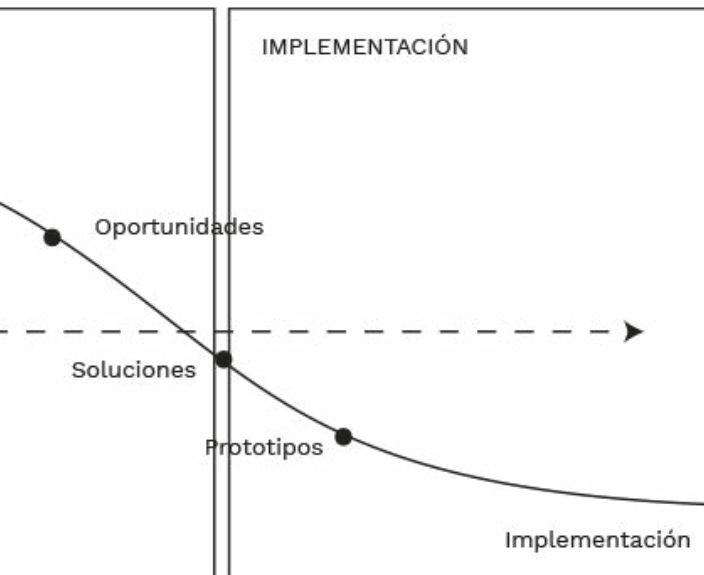 IMPLEMENTACIÓN
Oportunidades
Soluciones
Prototipos
Implementación